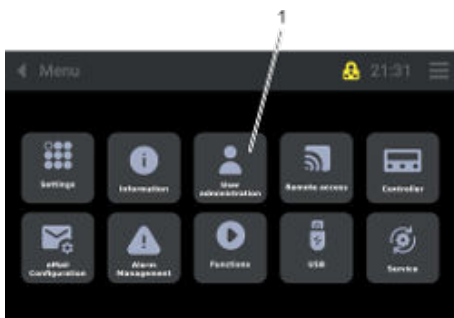 1
Menu
21:31
Settings
Information
User
administration
Remote access
Controller
eMail
Configuration
Alarm
Management
Functions
USB
Service